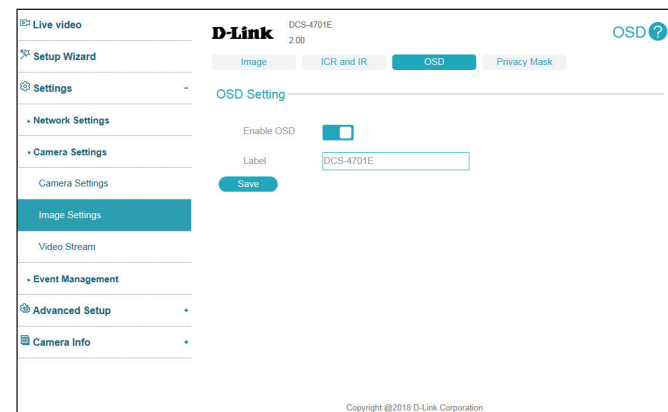 Live video
Setup Wizard
Settings -
Network Settings
Camera Settings
Camera Settings
Image Settings
Video Stream
Event Management
Advanced Setup +
Camera Info +
D-Link
DCS-4701E
2.00
OSD ?
Image ICR and IR OSD Privacy Mask
OSD Setting
Enable OSD
Label DCS-4701E
Save
Copyright @2018 D-Link Corporation